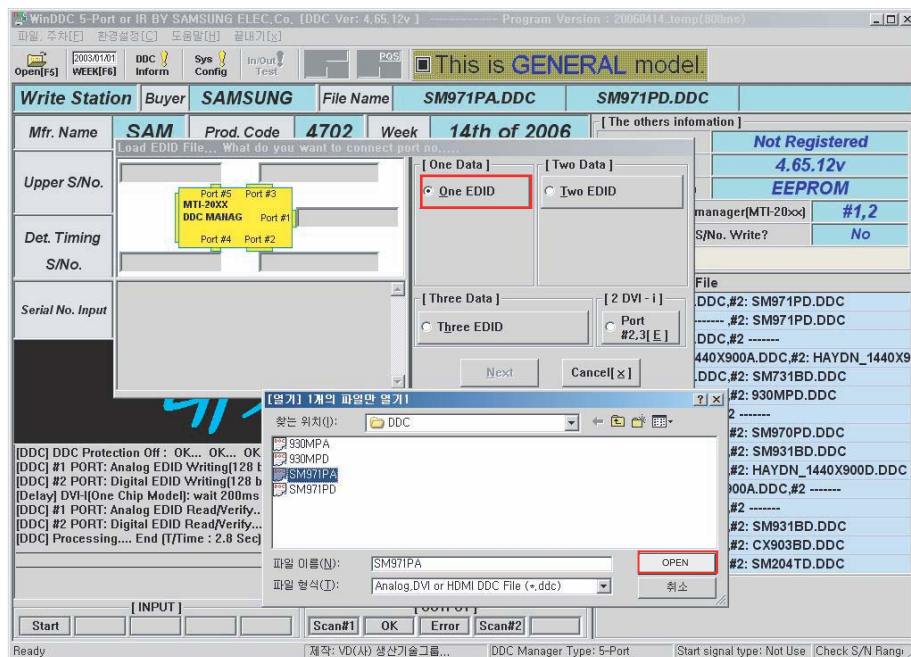 WinDDC 5-Port or IR BY SAMSUNG ELEC,Co, [DDC Ver: 4,65,12v ] ---------- Program Version : 20060414_temp(800ms)
파일, 주차[F] 환경설정[C] 도움말[H] 끝내기[x]
Open[F5]
2003/01/01
WEEK[F6]
DDC
Inform
Sys
Config
In/Out
Test
PQS
This is GENERAL model.
Write Station Buyer SAMSUNG File Name SM971PA.DDC SM971PD.DDC
Mfr. Name SAM Prod. Code 4702 Week 14th of 2006
[ The others infomation ]
Not Registered
4.65.12v
EEPROM
manager(MTI-20xx) #1,2
S/No. Write? No
Upper S/No.
Det. Timing
S/No.
Serial No. Input
Load EDID File... What do you want to connect port no.....
Port #5 Port #3
MTI-20XX
DDC MANAG Port #1
Port #4 Port #2
[ One Data ]
One EDID
[ Two Data ]
Two EDID
[ Three Data ]
Three EDID
[ 2 DVI - i ]
Port
#2,3[ E ]
Next
Cancel[ x ]
File
.DDC,#2: SM971PD.DDC
------- ,#2: SM971PD.DDC
.DDC,#2 -------
440X900A.DDC,#2: HAYDN_1440X9
.DDC,#2: SM731BD.DDC
,#2: 930MPD.DDC
2 -------
#2: SM970PD.DDC
#2: SM931BD.DDC
,#2: HAYDN_1440X900D.DDC
900A.DDC,#2 -------
,#2 -------
#2: SM931BD.DDC
,#2: CX903BD.DDC
#2: SM204TD.DDC
[열기] 1개의 파일만 열기!
찾는 위치(I): DDC
930MPA
930MPD
SM971PA
SM971PD
파일 이름(N): SM971PA OPEN
파일 형식(T): Analog,DVI or HDMI DDC File (*,ddc) 취소
[DDC] DDC Protection Off : OK... OK... OK
[DDC] #1 PORT: Analog EDID Writing(128 b
[DDC] #2 PORT: Digital EDID Writing(128 b
[Delay] DVI-I(One Chip Model): wait 200ms
[DDC] #1 PORT: Analog EDID Read/Verify..
[DDC] #2 PORT: Digital EDID Read/Verify...
[DDC] Processing.... End (T/Time : 2.8 Sec)
[ INPUT ]
[ OUTPUT ]
Start
Scan#1 OK Error Scan#2
Ready
제작: VD(사) 생산기술그룹...
DDC Manager Type: 5-Port
Start signal type: Not Use
Check S/N Rang